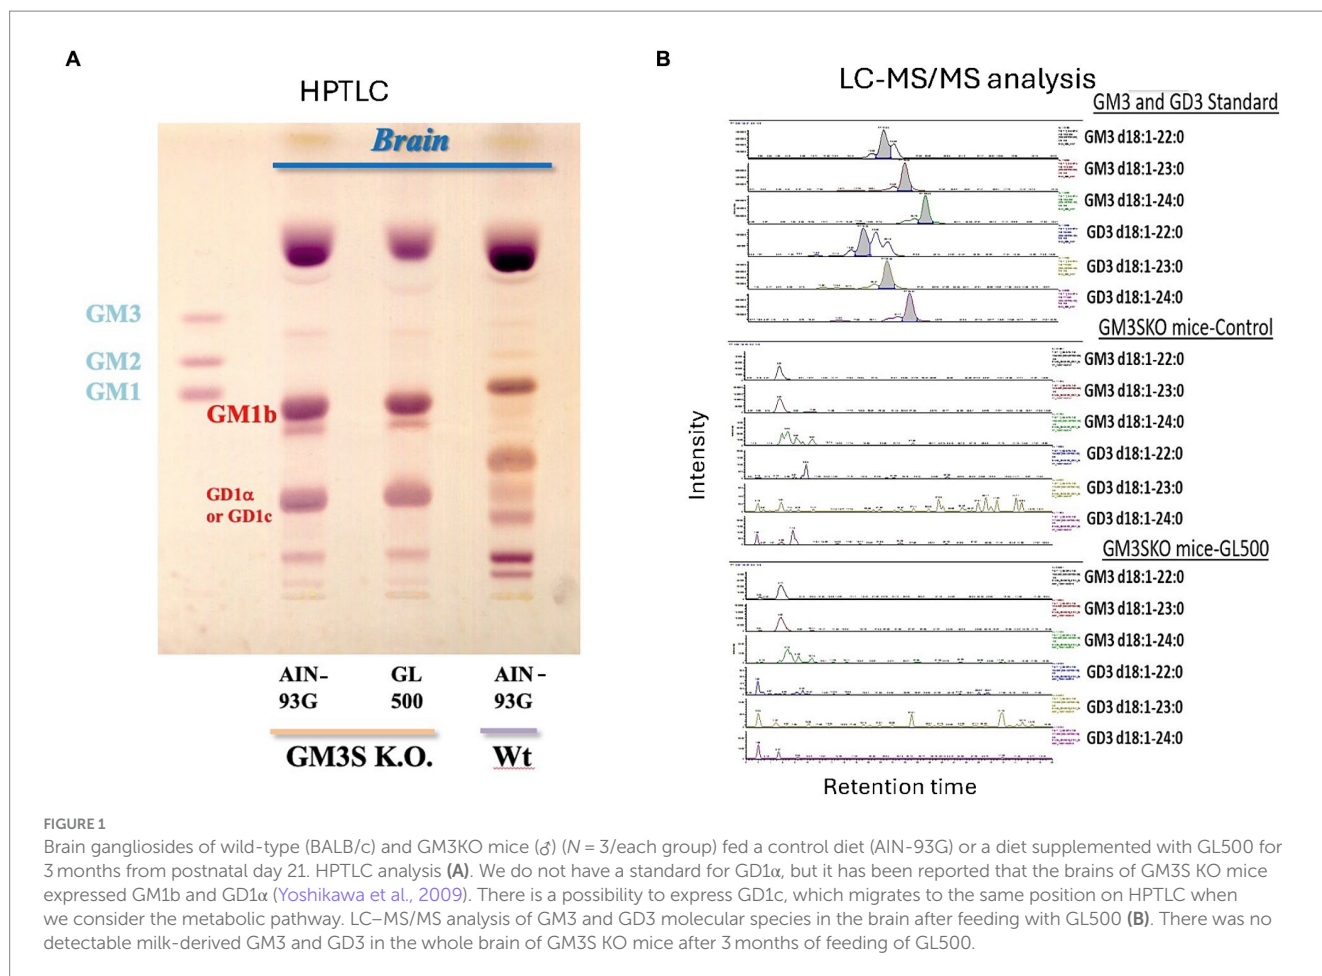 A
HPTLC
Brain
GM3
GM2
GM1
GM1b
GD1α
or GD1c
AIN-
93G
GL
500
AIN-
93G
GM3S K.O.
Wt
B
LC-MS/MS analysis
GM3 and GD3 Standard
GM3 d18:1-22:0
GM3 d18:1-23:0
GM3 d18:1-24:0
GD3 d18:1-22:0
GD3 d18:1-23:0
GD3 d18:1-24:0
GM3SKO mice-Control
GM3 d18:1-22:0
GM3 d18:1-23:0
GM3 d18:1-24:0
GD3 d18:1-22:0
GD3 d18:1-23:0
GD3 d18:1-24:0
GM3SKO mice-GL500
GM3 d18:1-22:0
GM3 d18:1-23:0
GM3 d18:1-24:0
GD3 d18:1-22:0
GD3 d18:1-23:0
GD3 d18:1-24:0
Intensity
Retention time
FIGURE 1
Brain gangliosides of wild-type (BALB/c) and GM3KO mice (♂) (N = 3/each group) fed a control diet (AIN-93G) or a diet supplemented with GL500 for
3 months from postnatal day 21. HPTLC analysis (A). We do not have a standard for GD1α, but it has been reported that the brains of GM3S KO mice
expressed GM1b and GD1α (Yoshikawa et al., 2009). There is a possibility to express GD1c, which migrates to the same position on HPTLC when
we consider the metabolic pathway. LC–MS/MS analysis of GM3 and GD3 molecular species in the brain after feeding with GL500 (B). There was no
detectable milk-derived GM3 and GD3 in the whole brain of GM3S KO mice after 3 months of feeding of GL500.